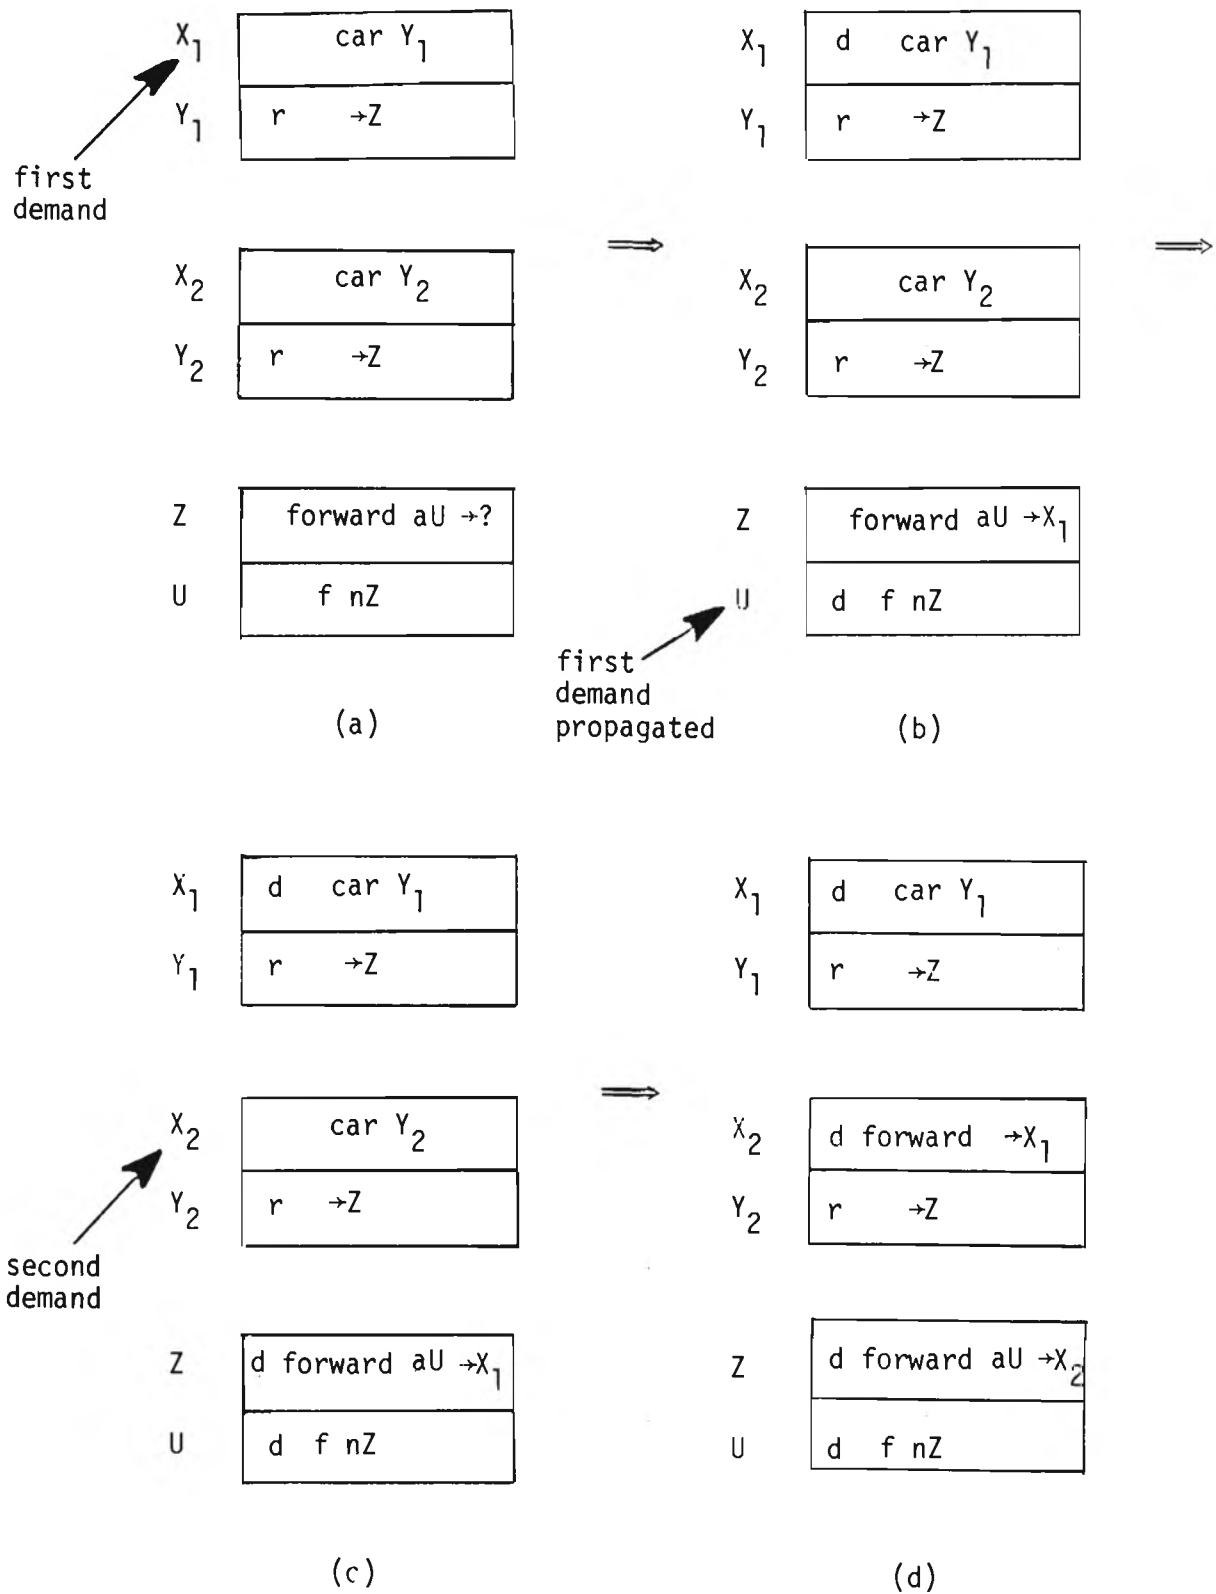 X₁ car Y₁
Y₁ r →Z
first
demand
X₂ car Y₂
Y₂ r →Z
Z forward aU →?
U f nZ
(a)
⇒
X₁ d car Y₁
Y₁ r →Z
X₂ car Y₂
Y₂ r →Z
Z forward aU →X₁
U d f nZ
first
demand
propagated
(b)
⇒
X₁ d car Y₁
Y₁ r →Z
X₂ car Y₂
Y₂ r →Z
second
demand
Z d forward aU →X₁
U d f nZ
(c)
⇒
X₁ d car Y₁
Y₁ r →Z
X₂ d forward →X₁
Y₂ r →Z
Z d forward aU →X₂
U d f nZ
(d)